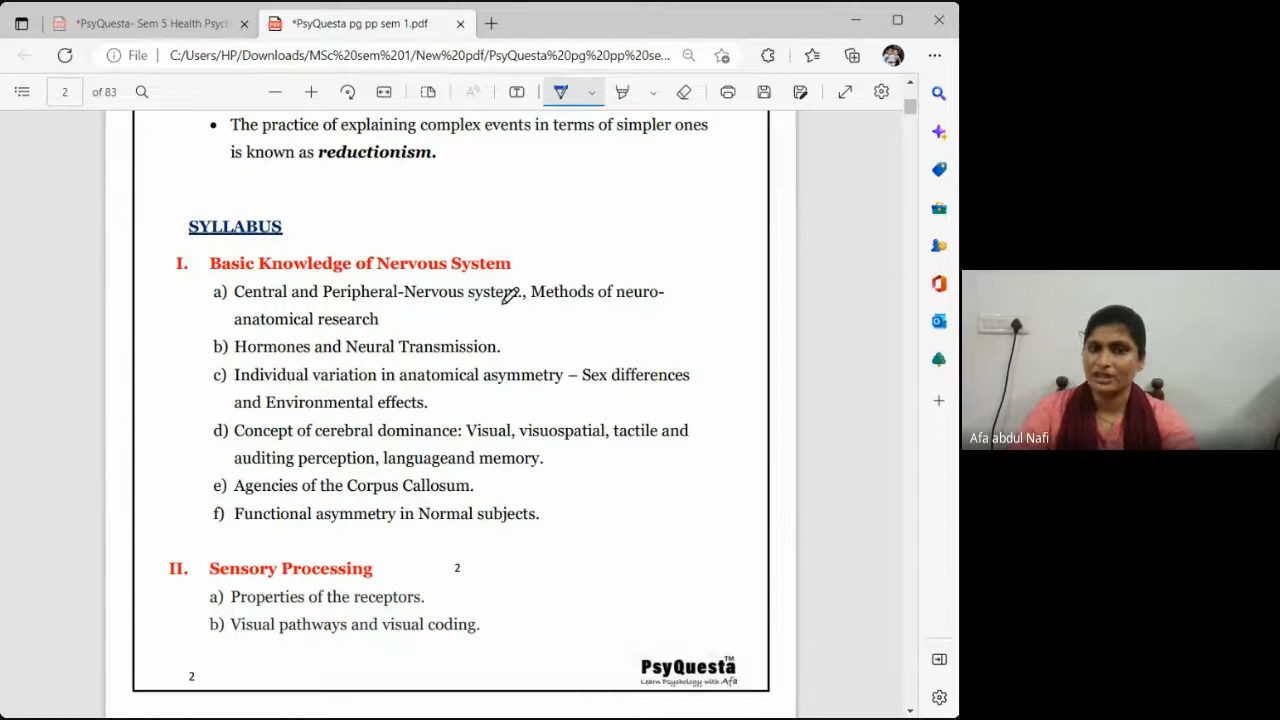 *PsyQuesta- Sem 5 Health Psych
*PsyQuesta pg pp sem 1.pdf
File
C:/Users/HP/Downloads/MSc%20sem%201/New%20pdf/PsyQuesta%20pg%20pp%20se...
2 of 83
• The practice of explaining complex events in terms of simpler ones
is known as reductionism.
SYLLABUS
I. Basic Knowledge of Nervous System
a) Central and Peripheral-Nervous system., Methods of neuro-
anatomical research
b) Hormones and Neural Transmission.
c) Individual variation in anatomical asymmetry – Sex differences
and Environmental effects.
d) Concept of cerebral dominance: Visual, visuospatial, tactile and
auditing perception, languageand memory.
e) Agencies of the Corpus Callosum.
f) Functional asymmetry in Normal subjects.
II. Sensory Processing
2
a) Properties of the receptors.
b) Visual pathways and visual coding.
2
PsyQuesta™
Learn Psychology with Afa
Afa abdul Nafi